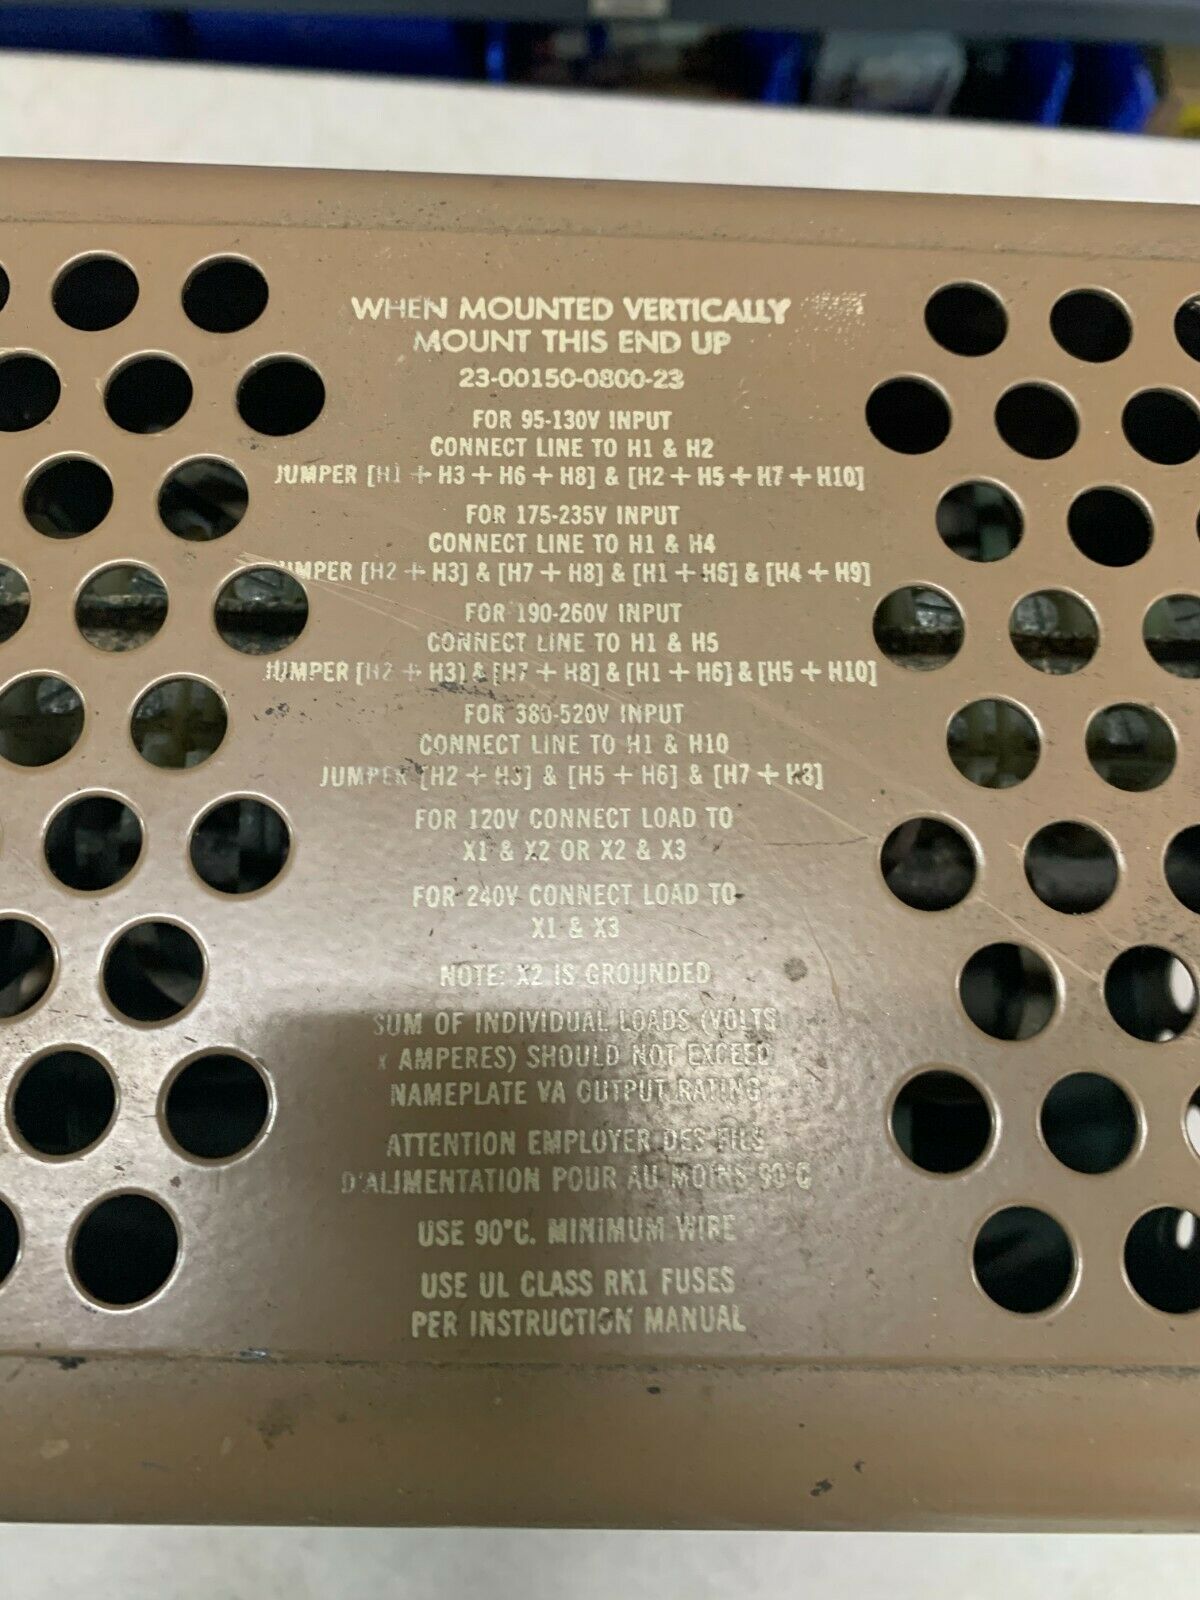 WHEN MOUNTED VERTICALLY
MOUNT THIS END UP
23-00150-0800-23
FOR 95-130V INPUT
CONNECT LINE TO H1 & H2
JUMPER [H1 + H3 + H6 + H8] & [H2 + H5 + H7 + H10]
FOR 175-235V INPUT
CONNECT LINE TO H1 & H4
JUMPER [H2 + H3] & [H7 + H8] & [H1 + H6] & [H4 + H9]
FOR 190-260V INPUT
CONNECT LINE TO H1 & H5
JUMPER [H2 + H3] & [H7 + H8] & [H1 + H6] & [H5 + H10]
FOR 380-520V INPUT
CONNECT LINE TO H1 & H10
JUMPER [H2 + H3] & [H5 + H6] & [H7 + H8]
FOR 120V CONNECT LOAD TO
X1 & X2 OR X2 & X3
FOR 240V CONNECT LOAD TO
X1 & X3
NOTE: X2 IS GROUNDED
SUM OF INDIVIDUAL LOADS (VOLTS
x AMPERES) SHOULD NOT EXCEED
NAMEPLATE VA OUTPUT RATING
ATTENTION EMPLOYER DES FILS
D'ALIMENTATION POUR AU MOINS 90°C
USE 90°C. MINIMUM WIRE
USE UL CLASS RK1 FUSES
PER INSTRUCTION MANUAL